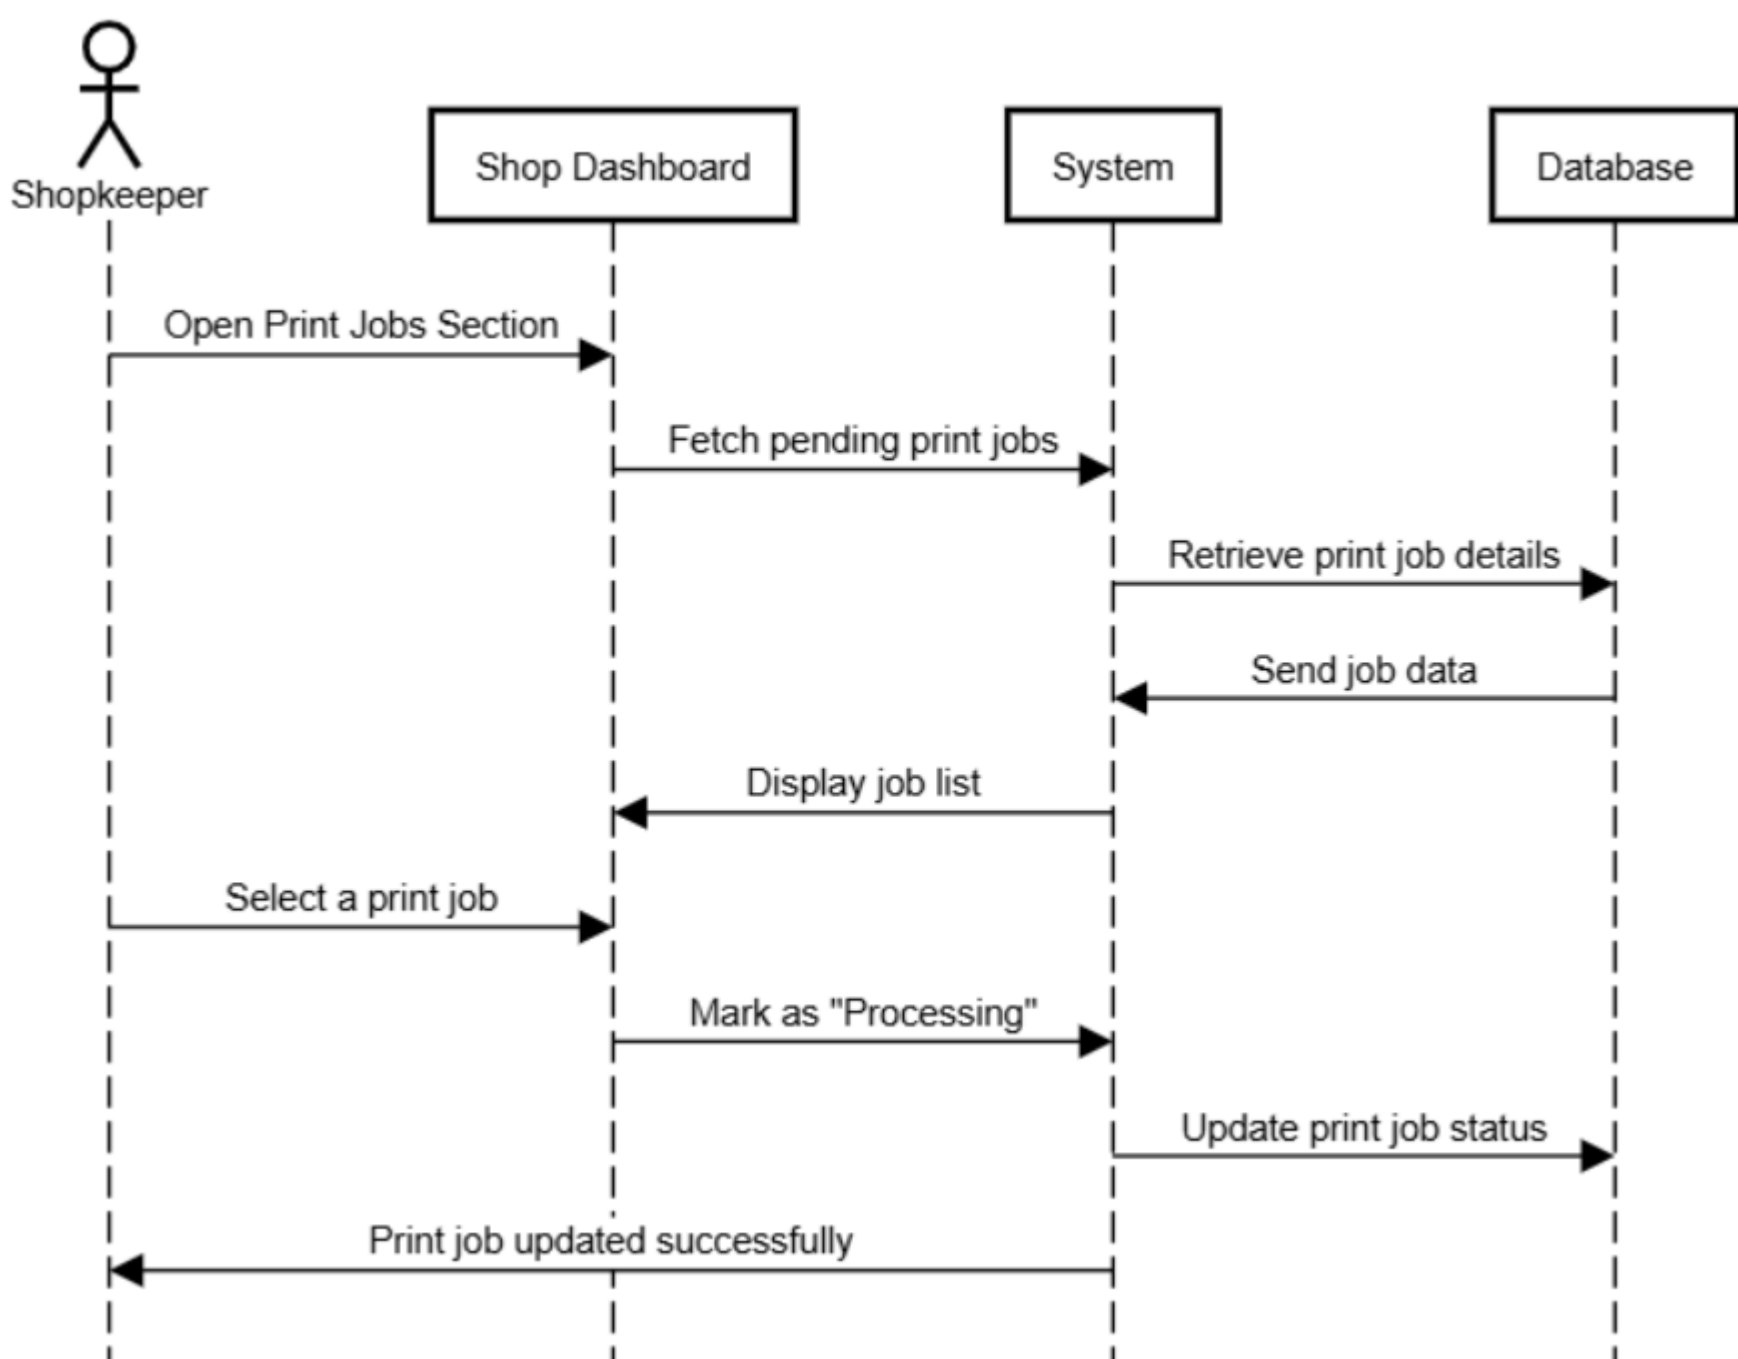 Shopkeeper
Shop Dashboard
System
Database
Open Print Jobs Section
Fetch pending print jobs
Retrieve print job details
Send job data
Display job list
Select a print job
Mark as "Processing"
Update print job status
Print job updated successfully